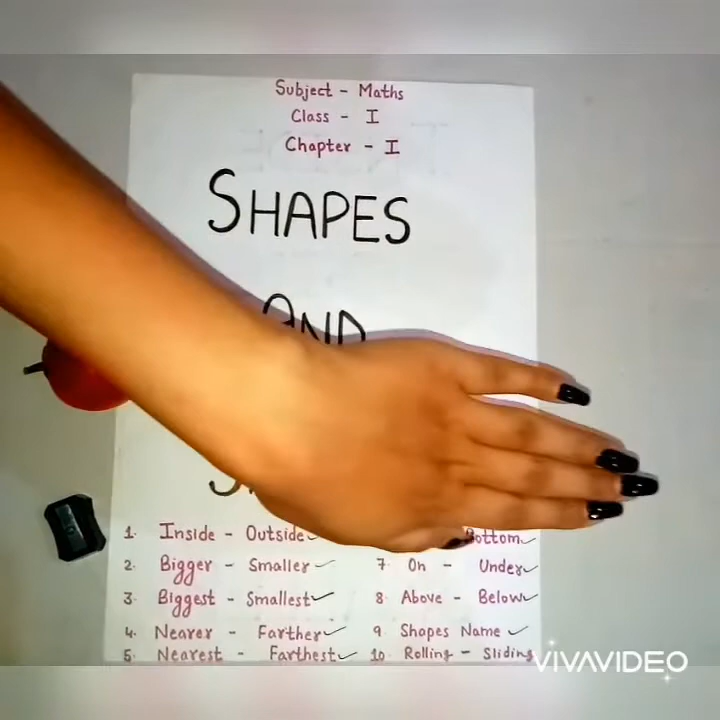 Subject - Maths
Class - I
Chapter - I
SHAPES
AND
S
1. Inside - Outside ✓
2. Bigger - Smaller ✓
3. Biggest - Smallest ✓
4. Nearer - Farther ✓
5. Nearest - Farthest ✓
Bottom ✓
7 On - Under ✓
8 Above - Below ✓
9 Shapes Name ✓
10 Rolling - Sliding
VIVAVIDEO